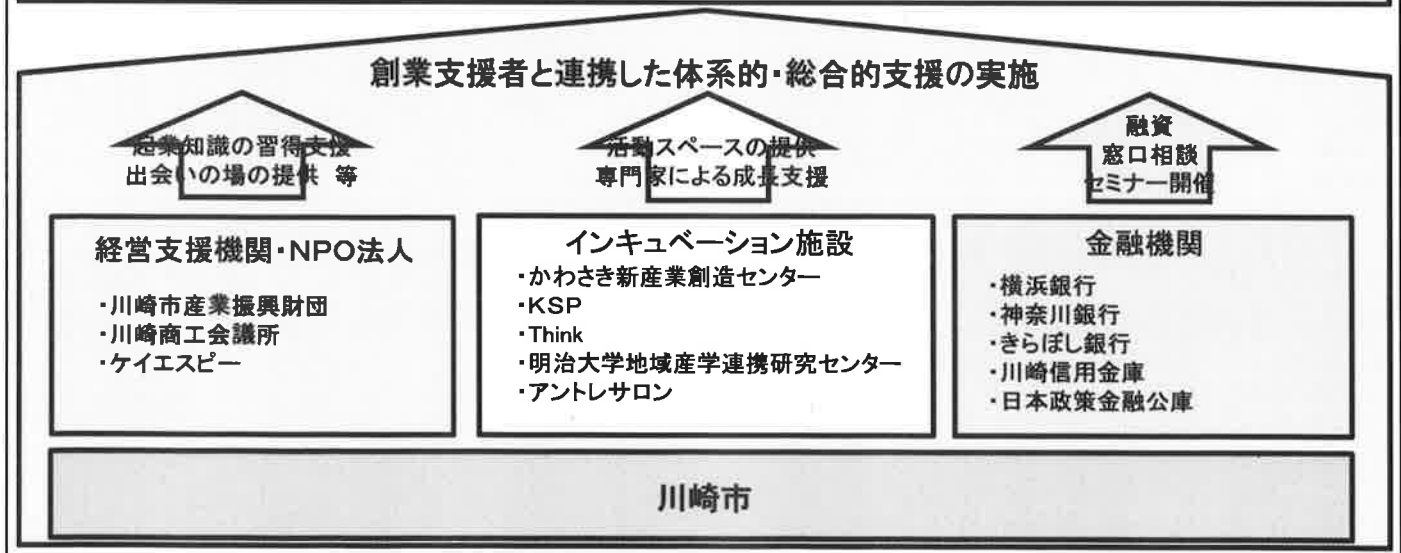 創業支援者と連携した体系的・総合的支援の実施
起業知識の習得支援
出会いの場の提供 等
活動スペースの提供
専門家による成長支援
融資
窓口相談
セミナー開催
経営支援機関・NPO法人
・川崎市産業振興財団
・川崎商工会議所
・ケイエスピー
インキュベーション施設
・かわさき新産業創造センター
・KSP
・Think
・明治大学地域産学連携研究センター
・アントレサロン
金融機関
・横浜銀行
・神奈川銀行
・きらぼし銀行
・川崎信用金庫
・日本政策金融公庫
川崎市